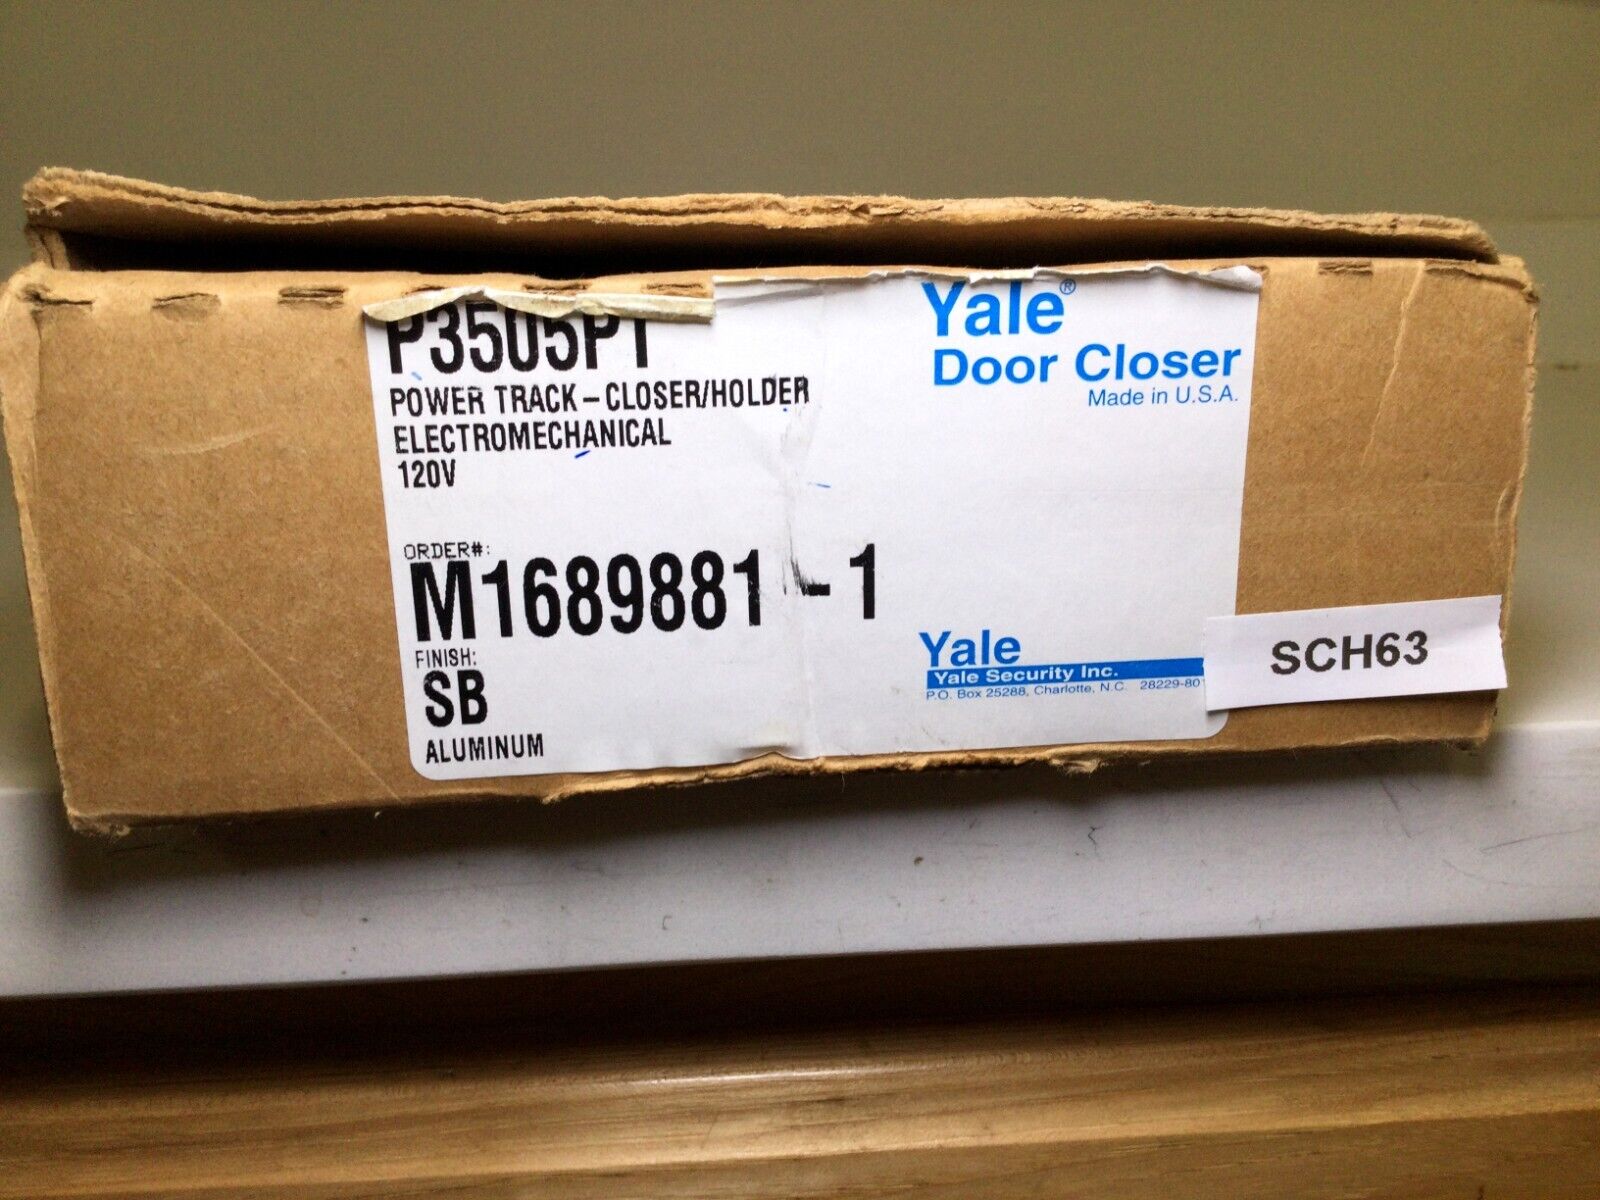 P3505PT
POWER TRACK-CLOSER/HOLDER
ELECTROMECHANICAL
120V
ORDER#:
M1689881-1
FINISH:
SB
ALUMINUM
Yale®
Door Closer
Made in U.S.A.
Yale
Yale Security Inc.
P.O. Box 25288, Charlotte, N.C.
SCH63